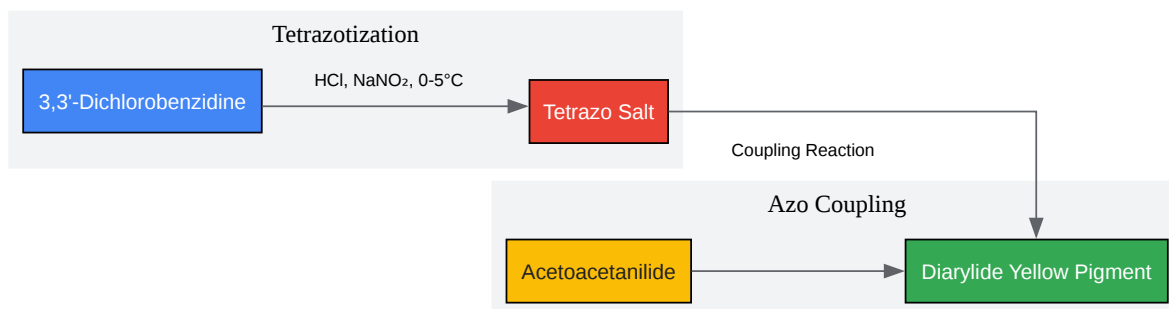 Tetrazotization
3,3'-Dichlorobenzidine
HCl, NaNO₂, 0-5°C
Tetrazo Salt
Coupling Reaction
Azo Coupling
Acetoacetanilide
Diarylide Yellow Pigment